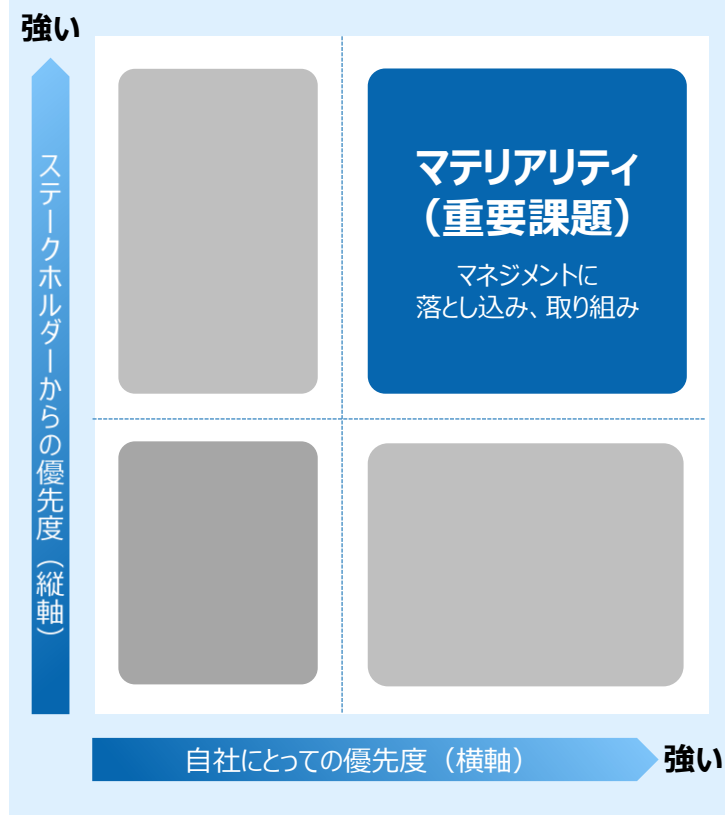 強い
ステークホルダーからの優先度（縦軸）
マテリアリティ
（重要課題）
マネジメントに
落とし込み、取り組み
自社にとっての優先度（横軸）
強い